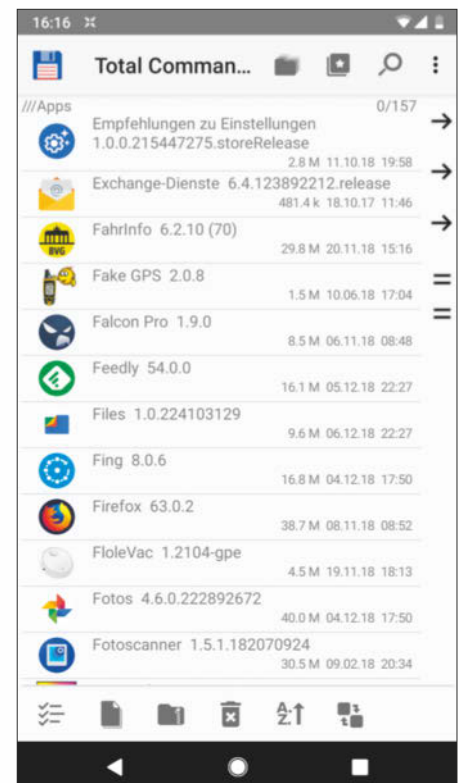 16:16
Total Comman...
///Apps 0/157
Empfehlungen zu Einstellungen
1.0.0.215447275.storeRelease
2.8 M 11.10.18 19:58
Exchange-Dienste 6.4.123892212.release
481.4 k 18.10.17 11:46
FahrInfo 6.2.10 (70)
BVG
29.8 M 20.11.18 15:16
Fake GPS 2.0.8
1.5 M 10.06.18 17:04
Falcon Pro 1.9.0
8.5 M 06.11.18 08:48
Feedly 54.0.0
16.1 M 05.12.18 22:27
Files 1.0.224103129
9.6 M 06.12.18 22:27
Fing 8.0.6
16.8 M 04.12.18 17:50
Firefox 63.0.2
38.7 M 08.11.18 08:52
FloleVac 1.2104-gpe
4.5 M 19.11.18 18:13
Fotos 4.6.0.222892672
40.0 M 04.12.18 17:50
Fotoscanner 1.5.1.182070924
30.5 M 09.02.18 20:34
A
Z